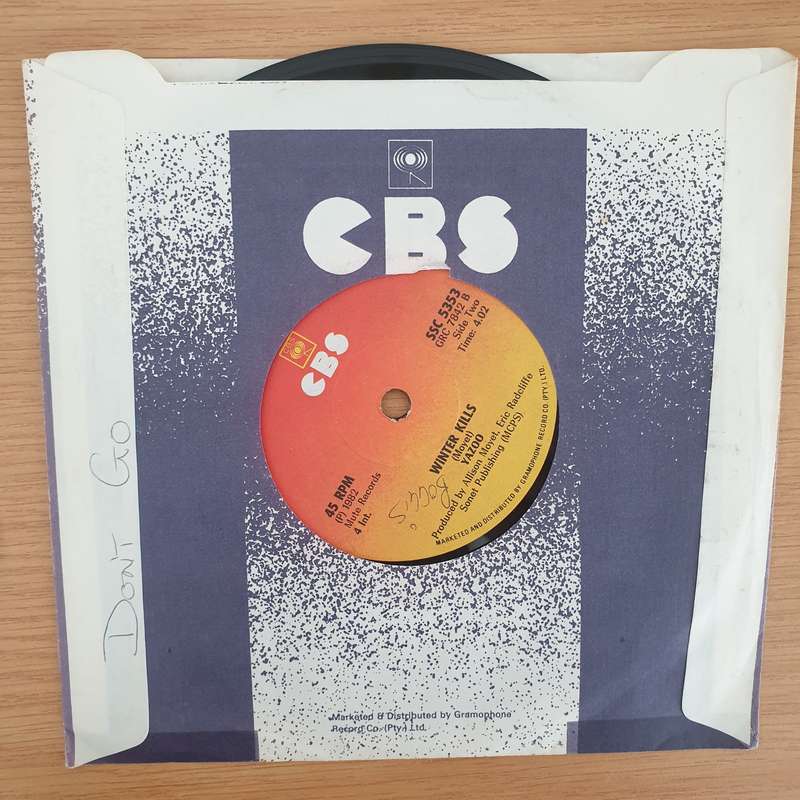 CBS
CBS
SSC 5353
GRC 7842 B
Side Two
Time: 4.02
45 RPM
(P) 1982
Mute Records
4 Int.
WINTER KILLS
(Moyet)
YAZOO
Produced by Allison Moyet, Eric Radcliffe
Sonet Publishing (MCPS)
MARKETED AND DISTRIBUTED BY GRAMOPHONE RECORD CO. (PTY.) LTD.
DONT GO
Marketed & Distributed by Gramophone
Record Co. (Pty.) Ltd.